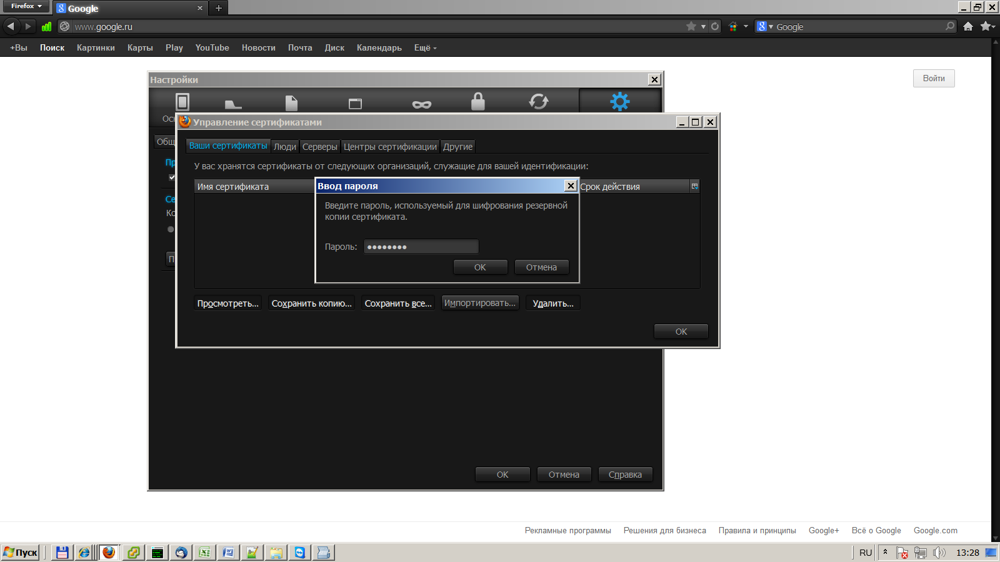 Firefox
Google
www.google.ru
Google
+Вы Поиск Картинки Карты Play YouTube Новости Почта Диск Календарь Ещё
Войти
Настройки
Осн
Управление сертификатами
Общ
Ваши сертификаты Люди Серверы Центры сертификации Другие
Пр
У вас хранятся сертификаты от следующих организаций, служащие для вашей идентификации:
Имя сертификата
Срок действия
Ввод пароля
Се
Введите пароль, используемый для шифрования резервной
копии сертификата.
Ко
Пароль: ●●●●●●●●
П
OK Отмена
Просмотреть... Сохранить копию... Сохранить все... Импортировать... Удалить...
OK
OK Отмена Справка
Рекламные программы Решения для бизнеса Правила и принципы Google+ Всё о Google Google.com
Пуск
RU
13:28